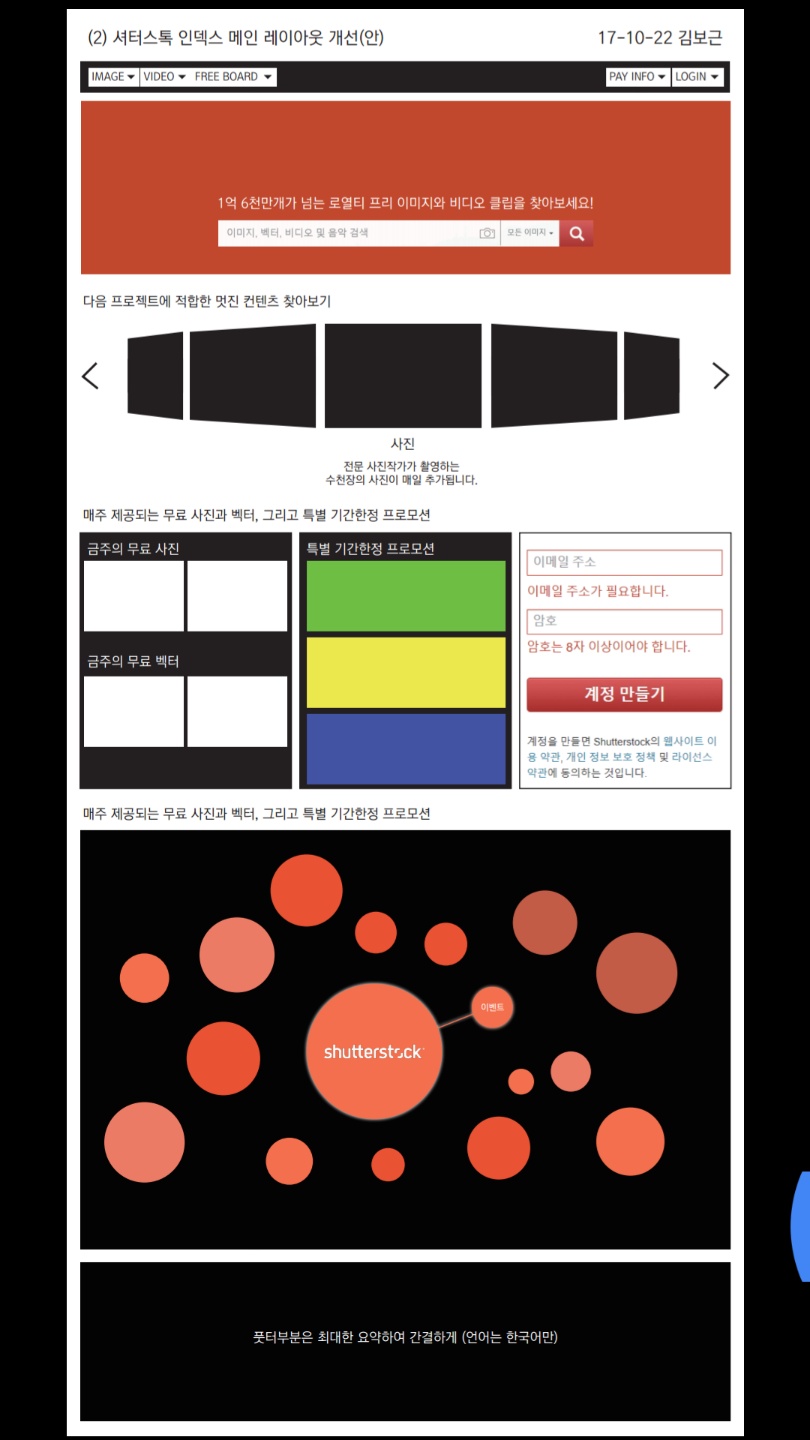 (2) 셔터스톡 인덱스 메인 레이아웃 개선(안)
17-10-22 김보근
IMAGE VIDEO FREE BOARD
PAY INFO LOGIN
1억 6천만개가 넘는 로열티 프리 이미지와 비디오 클립을 찾아보세요!
이미지, 벡터, 비디오 및 음악 검색
모든 이미지
다음 프로젝트에 적합한 멋진 컨텐츠 찾아보기
사진
전문 사진작가가 촬영하는
수천장의 사진이 매일 추가됩니다.
매주 제공되는 무료 사진과 벡터, 그리고 특별 기간한정 프로모션
금주의 무료 사진
금주의 무료 벡터
특별 기간한정 프로모션
이메일 주소
이메일 주소가 필요합니다.
암호
암호는 8자 이상이어야 합니다.
계정 만들기
계정을 만들면 Shutterstock의 웹사이트 이
용 약관, 개인 정보 보호 정책 및 라이선스
약관에 동의하는 것입니다.
매주 제공되는 무료 사진과 벡터, 그리고 특별 기간한정 프로모션
이벤트
shutterstock
풋터부분은 최대한 요약하여 간결하게 (언어는 한국어만)